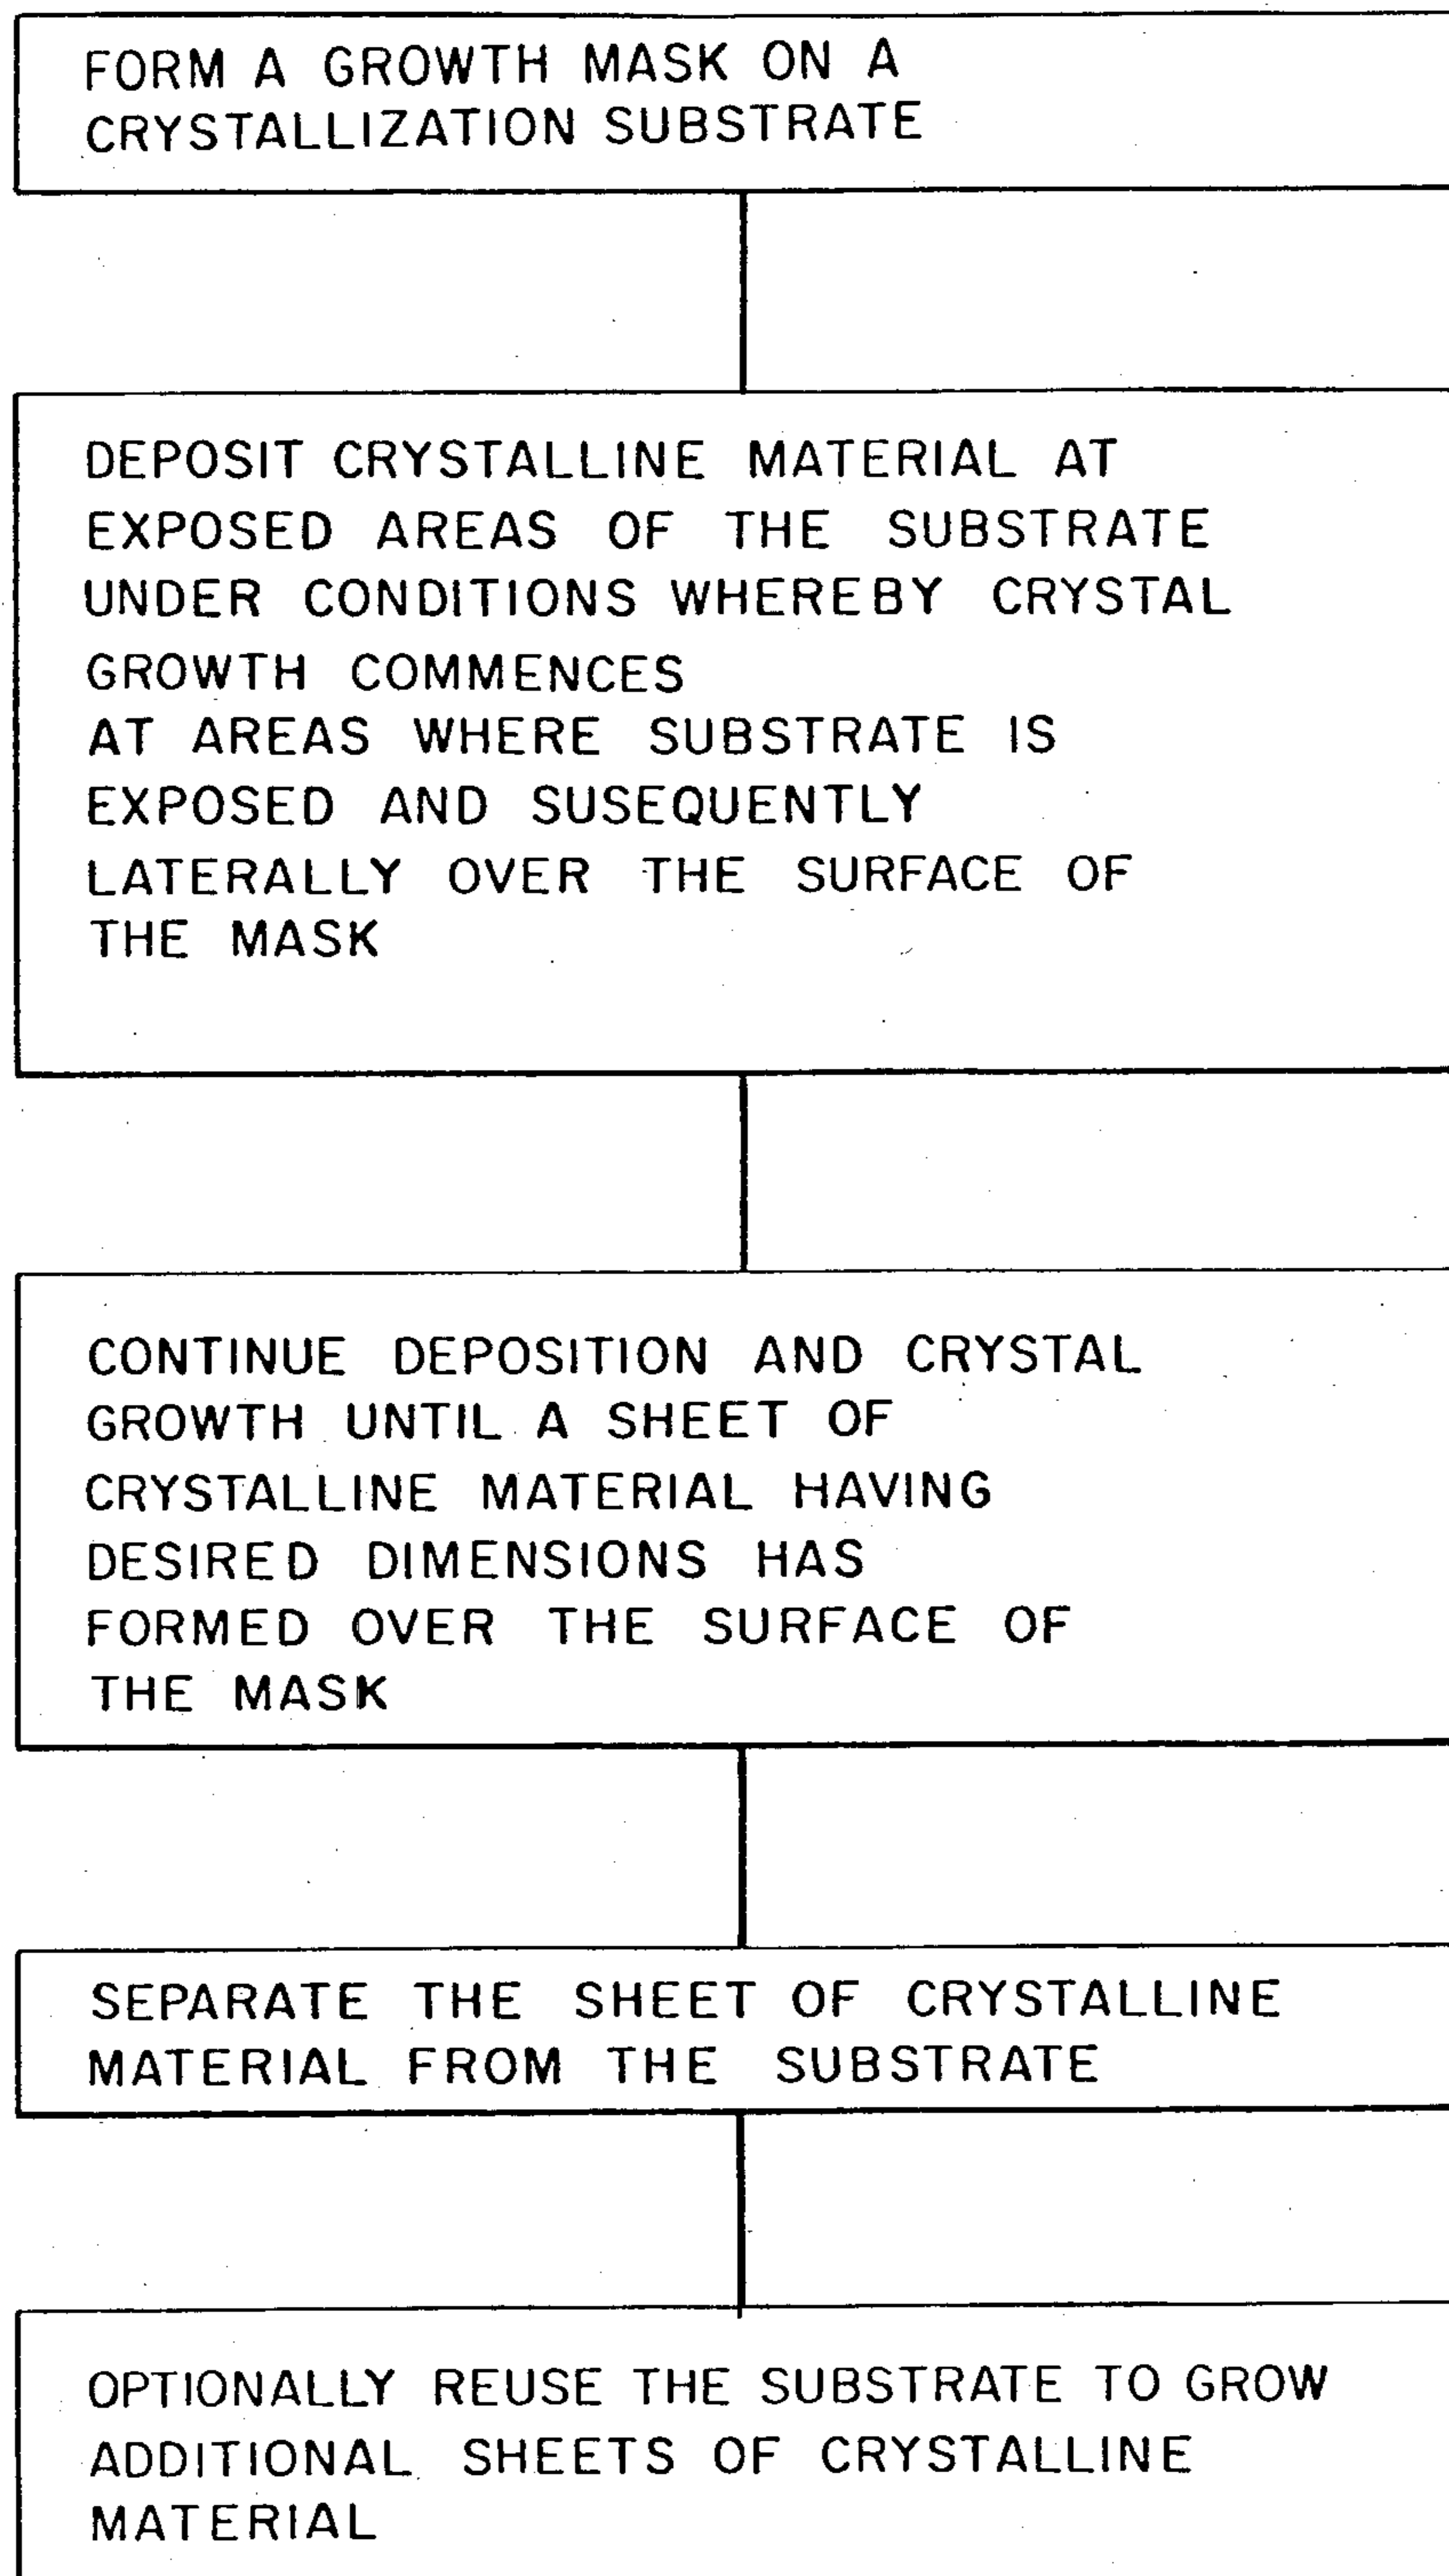 FORM A GROWTH MASK ON A
CRYSTALLIZATION SUBSTRATE
DEPOSIT CRYSTALLINE MATERIAL AT
EXPOSED AREAS OF THE SUBSTRATE
UNDER CONDITIONS WHEREBY CRYSTAL
GROWTH COMMENCES
AT AREAS WHERE SUBSTRATE IS
EXPOSED AND SUSEQUENTLY
LATERALLY OVER THE SURFACE OF
THE MASK
CONTINUE DEPOSITION AND CRYSTAL
GROWTH UNTIL A SHEET OF
CRYSTALLINE MATERIAL HAVING
DESIRED DIMENSIONS HAS
FORMED OVER THE SURFACE OF
THE MASK
SEPARATE THE SHEET OF CRYSTALLINE
MATERIAL FROM THE SUBSTRATE
OPTIONALLY REUSE THE SUBSTRATE TO GROW
ADDITIONAL SHEETS OF CRYSTALLINE
MATERIAL